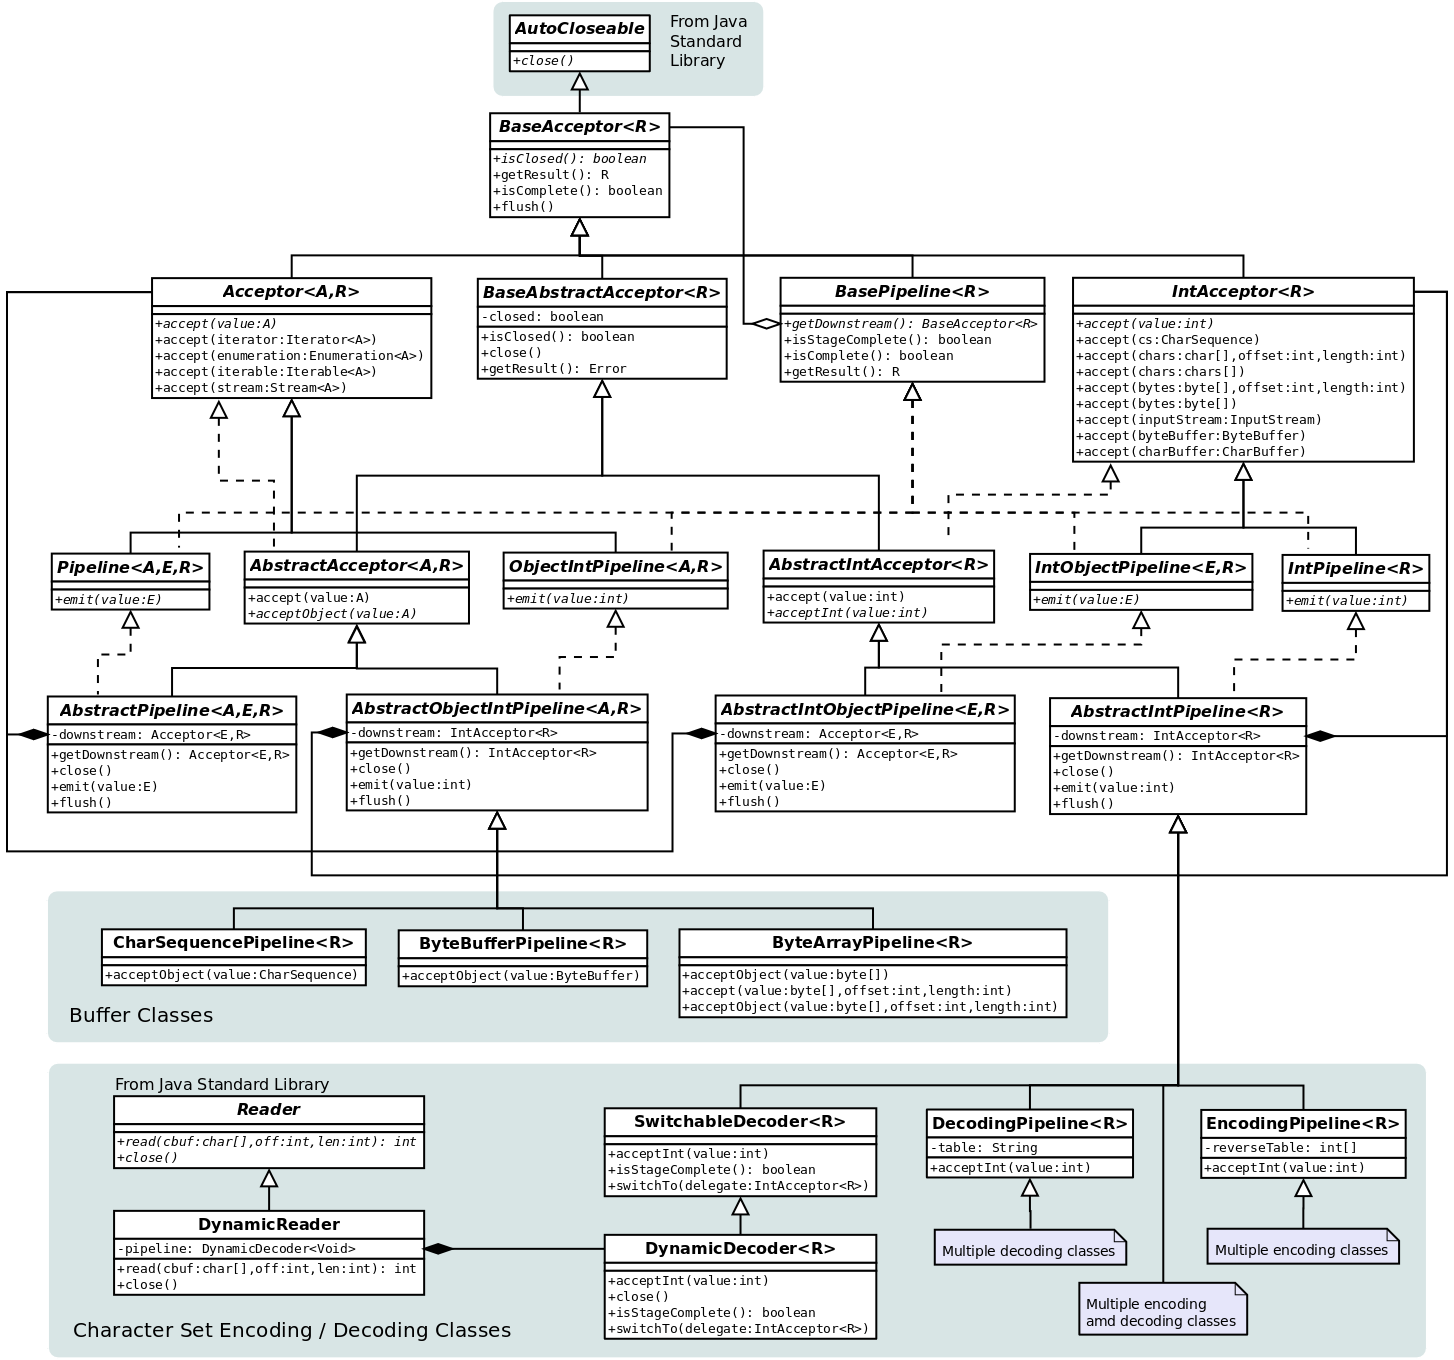 AutoCloseable
+close()
From Java
Standard
Library
BaseAcceptor<R>
+isClosed(): boolean
+getResult(): R
+isComplete(): boolean
+flush()
Acceptor<A,R>
+accept(value:A)
+accept(iterator:Iterator<A>)
+accept(enumeration:Enumeration<A>)
+accept(iterable:Iterable<A>)
+accept(stream:Stream<A>)
BaseAbstractAcceptor<R>
-closed: boolean
+isClosed(): boolean
+close()
+getResult(): Error
BasePipeline<R>
+getDownstream(): BaseAcceptor<R>
+isStageComplete(): boolean
+isComplete(): boolean
+getResult(): R
IntAcceptor<R>
+accept(value:int)
+accept(cs:CharSequence)
+accept(chars:char[],offset:int,length:int)
+accept(chars:chars[])
+accept(bytes:byte[],offset:int,length:int)
+accept(bytes:byte[])
+accept(inputStream:InputStream)
+accept(byteBuffer:ByteBuffer)
+accept(charBuffer:CharBuffer)
Pipeline<A,E,R>
+emit(value:E)
AbstractAcceptor<A,R>
+accept(value:A)
+acceptObject(value:A)
ObjectIntPipeline<A,R>
+emit(value:int)
AbstractIntAcceptor<R>
+accept(value:int)
+acceptInt(value:int)
IntObjectPipeline<E,R>
+emit(value:E)
IntPipeline<R>
+emit(value:int)
AbstractPipeline<A,E,R>
-downstream: Acceptor<E,R>
+getDownstream(): Acceptor<E,R>
+close()
+emit(value:E)
+flush()
AbstractObjectIntPipeline<A,R>
-downstream: IntAcceptor<R>
+getDownstream(): IntAcceptor<R>
+close()
+emit(value:int)
+flush()
AbstractIntObjectPipeline<E,R>
-downstream: Acceptor<E,R>
+getDownstream(): Acceptor<E,R>
+close()
+emit(value:E)
+flush()
AbstractIntPipeline<R>
-downstream: IntAcceptor<R>
+getDownstream(): IntAcceptor<R>
+close()
+emit(value:int)
+flush()
CharSequencePipeline<R>
+acceptObject(value:CharSequence)
ByteBufferPipeline<R>
+acceptObject(value:ByteBuffer)
ByteArrayPipeline<R>
+acceptObject(value:byte[])
+accept(value:byte[],offset:int,length:int)
+acceptObject(value:byte[],offset:int,length:int)
Buffer Classes
From Java Standard Library
Reader
+read(cbuf:char[],off:int,len:int): int
+close()
SwitchableDecoder<R>
+acceptInt(value:int)
+isStageComplete(): boolean
+switchTo(delegate:IntAcceptor<R>)
DecodingPipeline<R>
-table: String
+acceptInt(value:int)
EncodingPipeline<R>
-reverseTable: int[]
+acceptInt(value:int)
DynamicReader
-pipeline: DynamicDecoder<Void>
+read(cbuf:char[],off:int,len:int): int
+close()
DynamicDecoder<R>
+acceptInt(value:int)
+close()
+isStageComplete(): boolean
+switchTo(delegate:IntAcceptor<R>)
Multiple decoding classes
Multiple encoding classes
Multiple encoding
amd decoding classes
Character Set Encoding / Decoding Classes